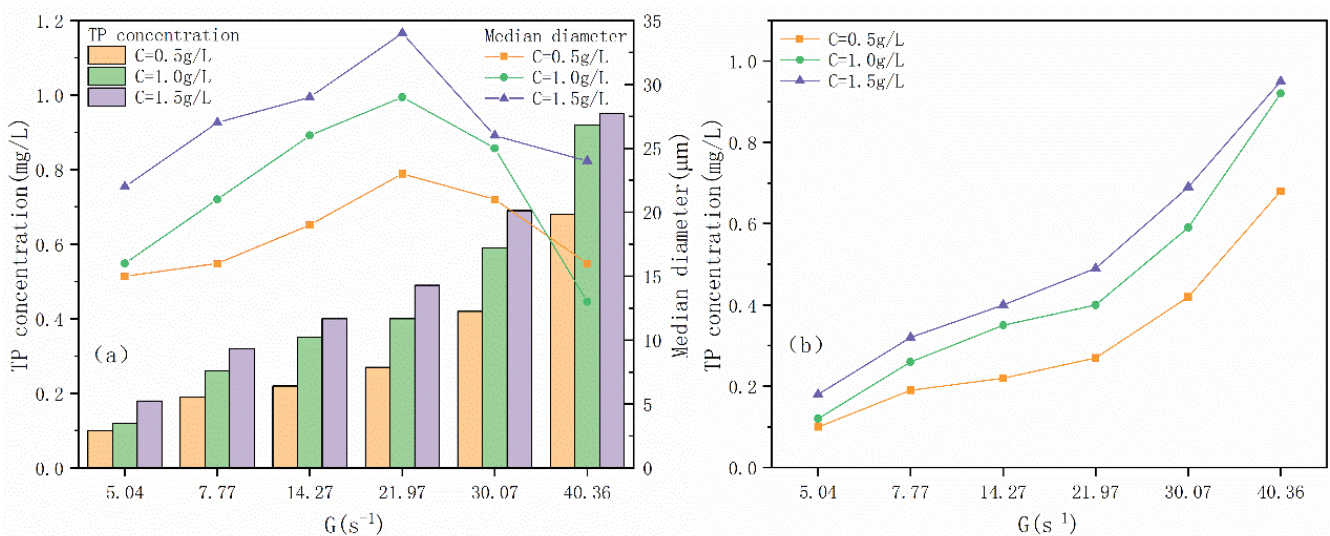 TP concentration
C=0.5g/L
C=1.0g/L
C=1.5g/L
Median diameter
C=0.5g/L
C=1.0g/L
C=1.5g/L
TP concentration(mg/L)
1.2
1.0
0.8
0.6
0.4
0.2
0.0
(a)
35
30
25
20
15
10
5
0
Median diameter(μm)
5.04
7.77
14.27
21.97
30.07
40.36
G(s⁻¹)
C=0.5g/L
C=1.0g/L
C=1.5g/L
TP concentration(mg/L)
1.0
0.8
0.6
0.4
0.2
0.0
(b)
5.04
7.77
14.27
21.97
30.07
40.36
G(s¹)